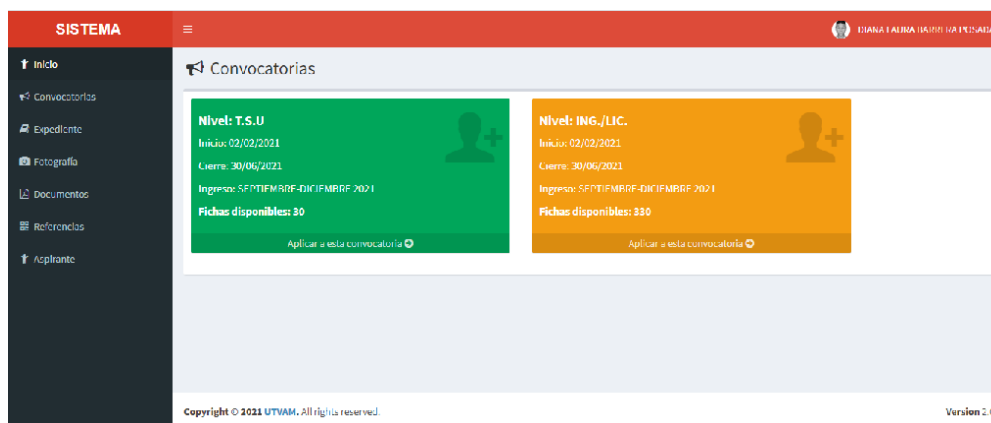 SISTEMA
DIANA LAURA BARRERA POSADA
Inicio
Convocatorias
Expediente
Fotografía
Documentos
Referencias
Aspirante
Convocatorias
Nivel: T.S.U
Inicio: 02/02/2021
Cierre: 30/06/2021
Ingreso: SEPTIEMBRE-DICIEMBRE 2021
Fichas disponibles: 30
Aplicar a esta convocatoria
Nivel: ING./LIC.
Inicio: 02/02/2021
Cierre: 30/06/2021
Ingreso: SEPTIEMBRE-DICIEMBRE 2021
Fichas disponibles: 330
Aplicar a esta convocatoria
Copyright © 2021 UTVAM. All rights reserved.
Version 2.